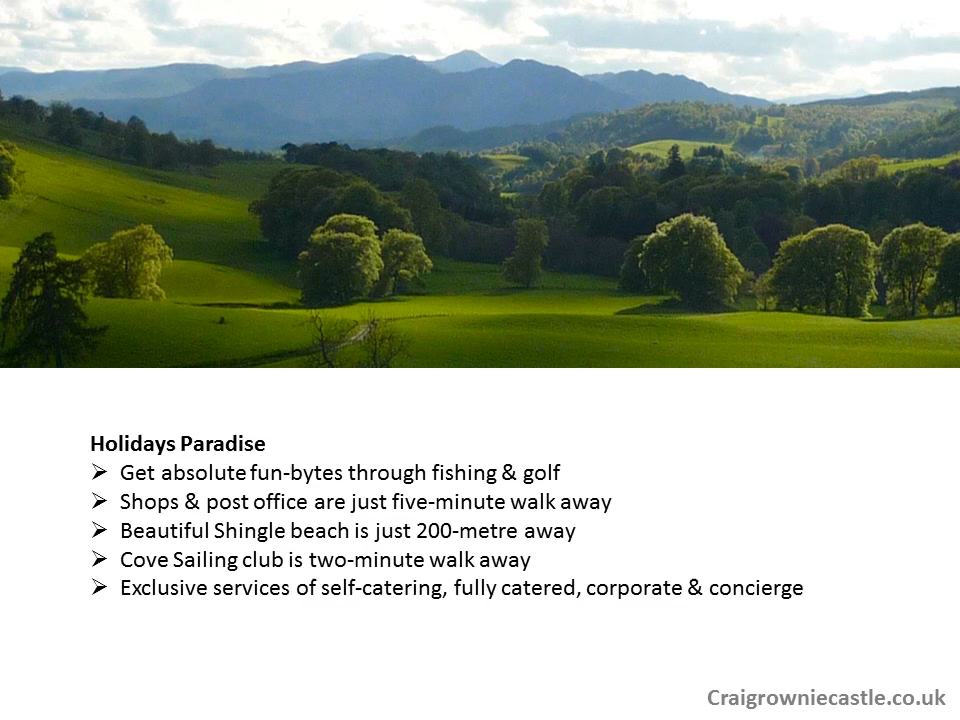 Holidays Paradise
➢ Get absolute fun-bytes through fishing & golf
➢ Shops & post office are just five-minute walk away
➢ Beautiful Shingle beach is just 200-metre away
➢ Cove Sailing club is two-minute walk away
➢ Exclusive services of self-catering, fully catered, corporate & concierge
Craigrowniecastle.co.uk